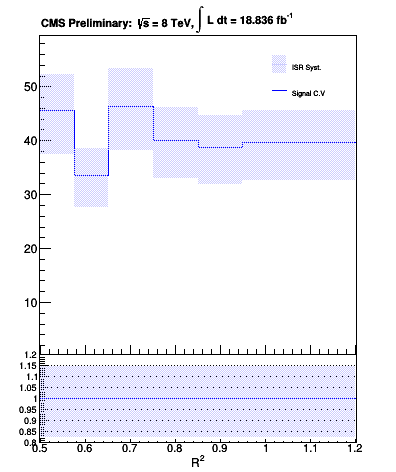 CMS Preliminary: √s = 8 TeV, ∫ L dt = 18.836 fb⁻¹
ISR Syst.
Signal C.V
50
40
30
20
10
1.2
1.15
1.1
1.05
1
0.95
0.9
0.85
0.8
0.5 0.6 0.7 0.8 0.9 1 1.1 1.2
R²